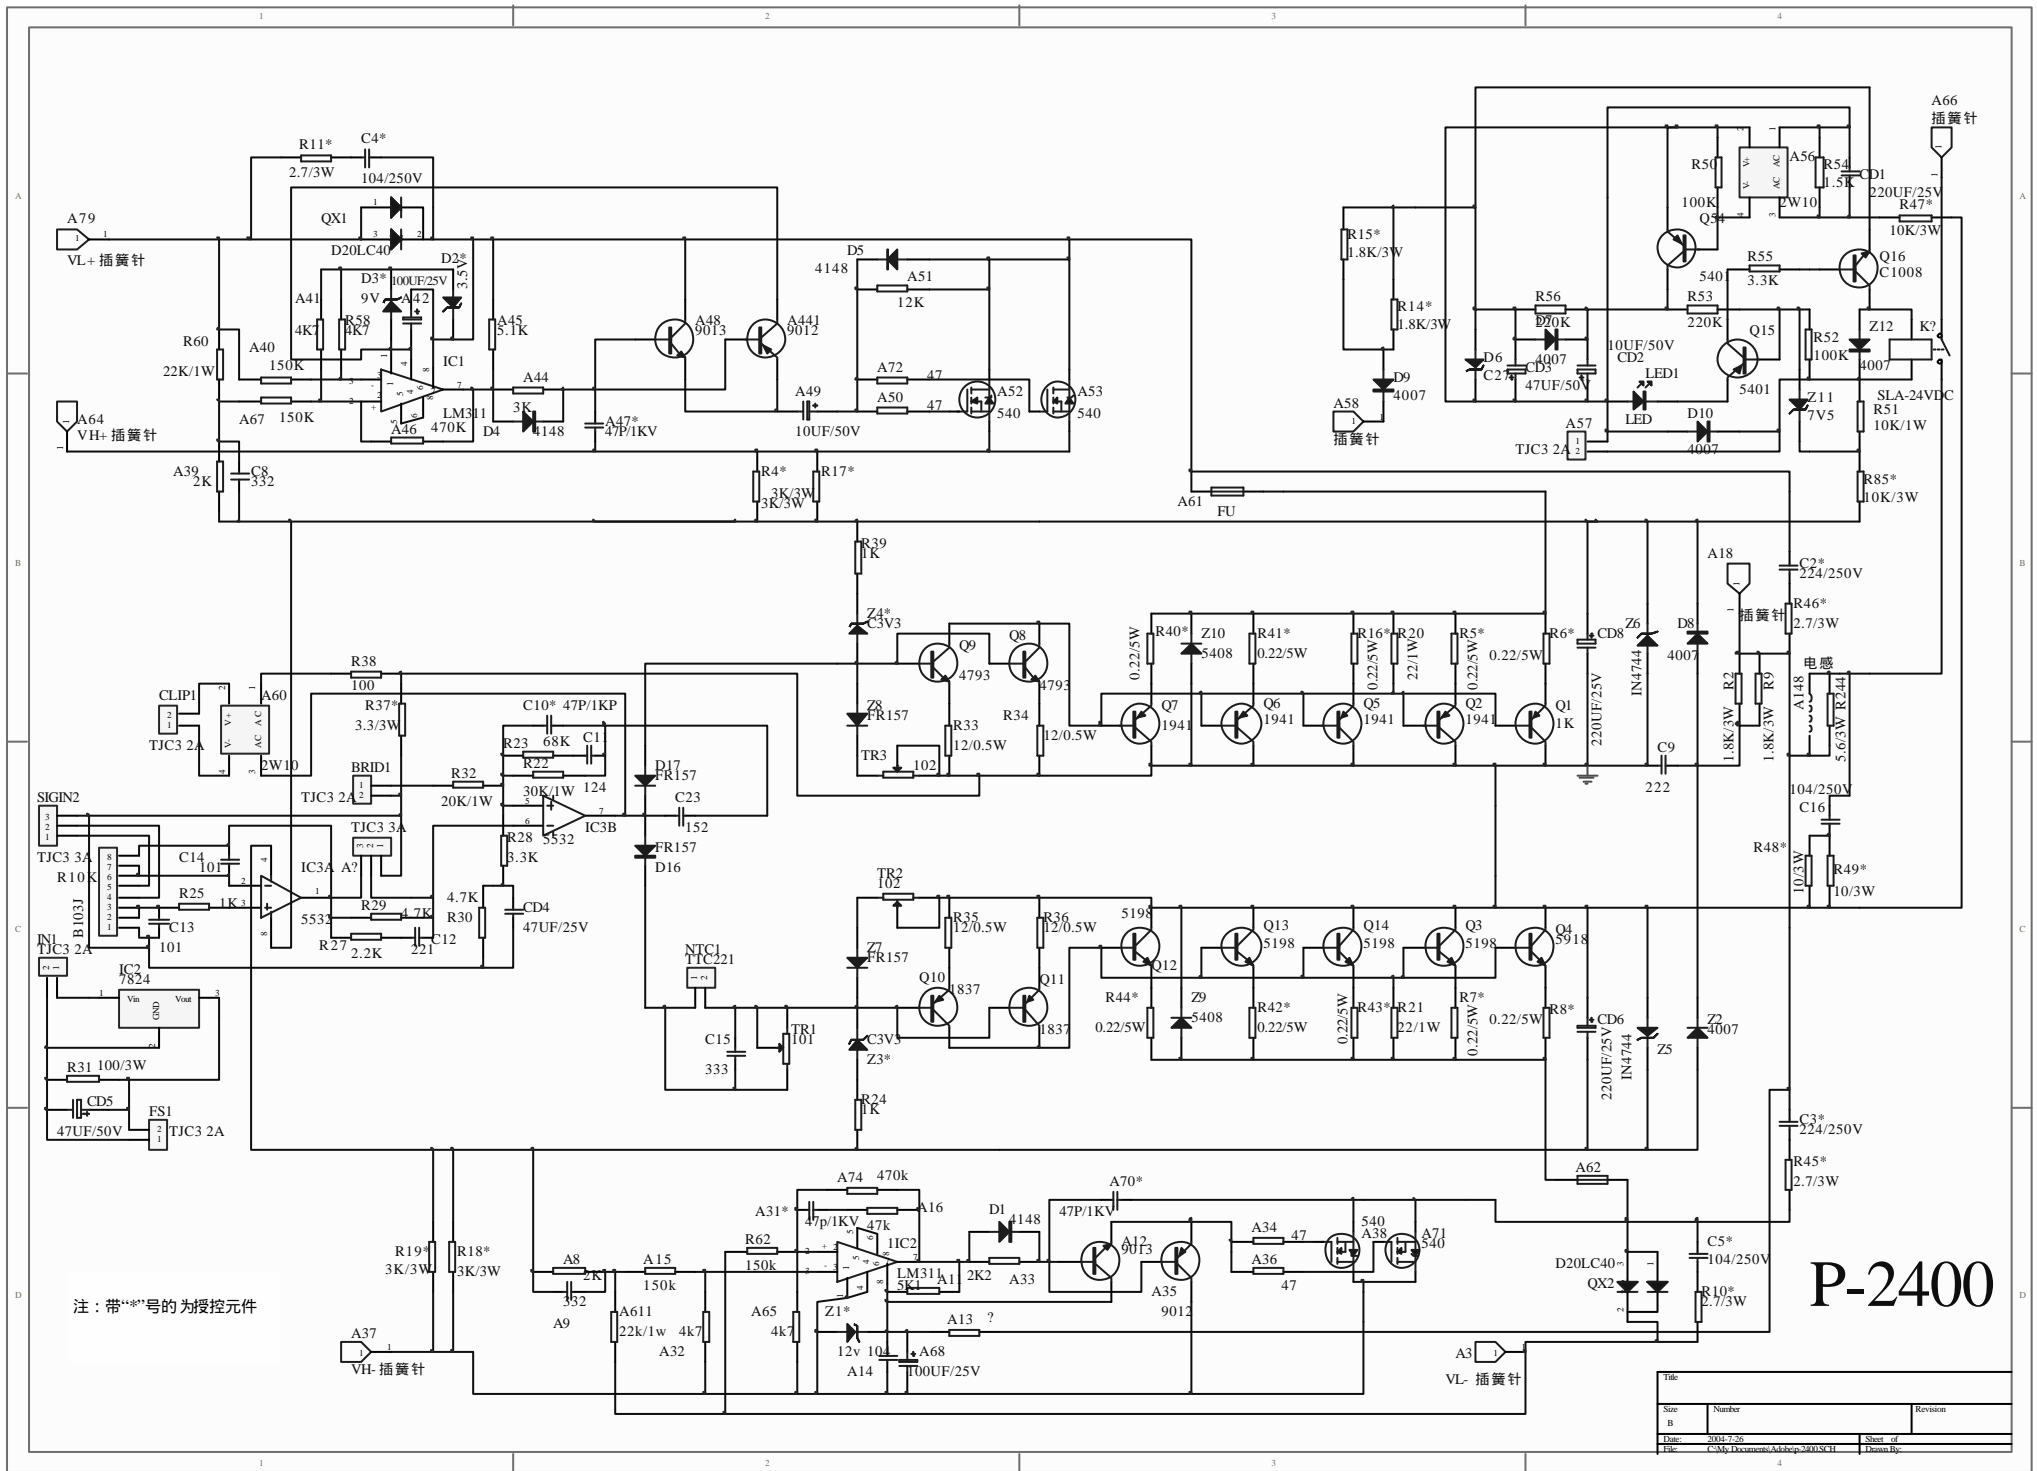 1
2
3
4
A
B
C
D
A
B
C
D
1
2
3
4
R11*
2.7/3W
C4*
104/250V
QX1
D20LC40
A79
VL+ 插簧针
D3*
9V
100UF/25V
A42
D2*
3.5V
A41
4K7
R58
4K7
A45
5.1K
R60
22K/1W
A40
150K
IC1
LM311
A67
150K
A46
470K
A44
3K
D4
4148
A64
VH+ 插簧针
A39
2K
C8
332
A47*
47P/1KV
A48
9013
A441
9012
A49
10UF/50V
D5
4148
A51
12K
A72
47
A50
47
A52
540
A53
540
R4*
3K/3W
R17*
3K/3W
A61
FU
R15*
1.8K/3W
R14*
1.8K/3W
D9
4007
A58
插簧针
D6
C27
CD3
47UF/50V
R56
220K
D7
4007
10UF/50V
CD2
LED1
LED
R53
220K
Q15
5401
R52
100K
D10
4007
Z11
7V5
A57
TJC3 2A
R50
100K
Q54
5401
V+
AC
V-
AC
A56
2W10
R54
1.5K
CD1
220UF/25V
R47*
10K/3W
R55
3.3K
Q16
C1008
Z12
4007
K?
SLA-24VDC
R51
10K/1W
R85*
10K/3W
A66
插簧针
R39
1K
Z4*
C3V3
Z8
FR157
TR3
102
Q9
4793
Q8
4793
R33
12/0.5W
R34
12/0.5W
R40*
0.22/5W
Z10
5408
R41*
0.22/5W
R16*
0.22/5W
R20
22/1W
R5*
0.22/5W
R6*
0.22/5W
Q7
1941
Q6
1941
Q5
1941
Q2
1941
Q1
1K
CD8
220UF/25V
Z6
IN4744
D8
4007
C9
222
A18
插簧针
R2
1.8K/3W
R9
1.8K/3W
C2*
224/250V
R46*
2.7/3W
电感
A148
R244
5.6/3W
104/250V
C16
R48*
10/3W
R49*
10/3W
CLIP1
TJC3 2A
V+
AC
V-
AC
A60
2W10
R38
100
R37*
3.3/3W
BRID1
TJC3 2A
R32
20K/1W
C10* 47P/1KP
R23
68K
C11
124
R22
30K/1W
IC3B
5532
R28
3.3K
D17
FR157
C23
152
FR157
D16
SIGIN2
TJC3 3A
R10K
B103J
C14
101
R25
1K
C13
101
IC3A
5532
TJC3 3A
A?
R29
4.7K
R27
2.2K
C12
221
4.7K
R30
CD4
47UF/25V
IN1
TJC3 2A
IC2
7824
Vin
Vout
GND
R31
100/3W
CD5
47UF/50V
FS1
TJC3 2A
NTC1
TTC221
C15
333
TR1
101
TR2
102
Z7
FR157
C3V3
Z3*
R24
1K
R35
12/0.5W
R36
12/0.5W
Q10
1837
Q11
1837
5198
Q12
Q13
5198
Q14
5198
Q3
5198
Q4
5918
R44*
0.22/5W
Z9
5408
R42*
0.22/5W
R43*
0.22/5W
R21
22/1W
R7*
0.22/5W
R8*
0.22/5W
CD6
220UF/25V
IN4744
Z5
Z2
4007
C3*
224/250V
R45*
2.7/3W
A62
R19*
3K/3W
R18*
3K/3W
A37
VH- 插簧针
A8
2K
332
A9
A15
150k
A611
22k/1w
4k7
A32
R62
150k
A31*
47p/1KV
A74
470k
A16
47k
1IC2
LM311
A11
5K1
A65
4k7
Z1*
12v
104
A14
A68
100UF/25V
A13
?
D1
4148
2K2
A33
A70*
47P/1KV
A12
9013
A35
9012
A34
47
A36
47
540
A38
A71
540
D20LC40
QX2
C5*
104/250V
R10*
2.7/3W
A3
VL- 插簧针
注：带“*”号的为授控元件
P-2400
Title
Size
B
Number
Revision
Date:
2004-7-26
Sheet of
File:
C:\My Documents\Adobe\p-2400.SCH
Drawn By: